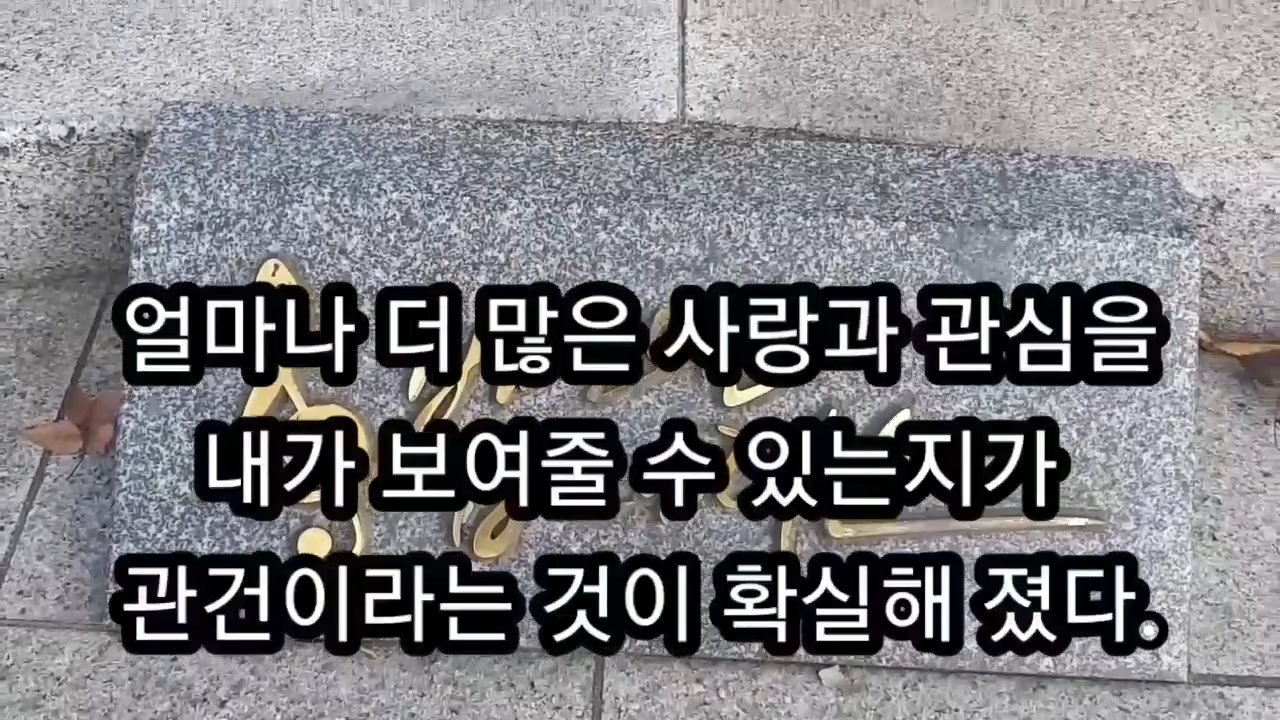 얼마나 더 많은 사랑과 관심을
내가 보여줄 수 있는지가
관건이라는 것이 확실해 졌다.